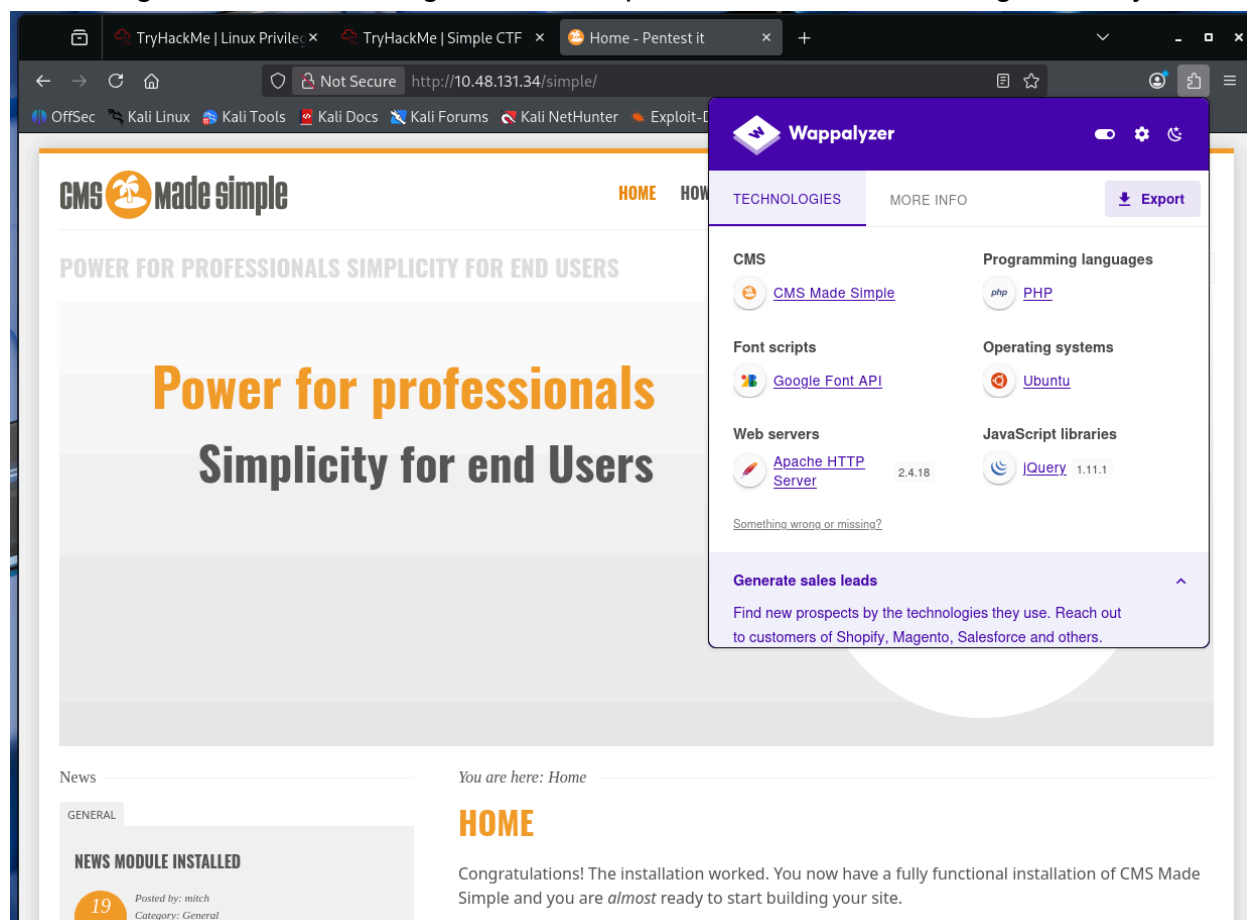 TryHackMe | Linux Privileg
TryHackMe | Simple CTF
Home - Pentest it
Not Secure http://10.48.131.34/simple/
OffSec Kali Linux Kali Tools Kali Docs Kali Forums Kali NetHunter Exploit-D
Wappalyzer
TECHNOLOGIES MORE INFO Export
CMS
CMS Made Simple
Programming languages
php PHP
Font scripts
Google Font API
Operating systems
Ubuntu
Web servers
Apache HTTP
Server 2.4.18
JavaScript libraries
jQuery 1.11.1
Something wrong or missing?
Generate sales leads
Find new prospects by the technologies they use. Reach out
to customers of Shopify, Magento, Salesforce and others.
CMS Made Simple
HOME HOW
POWER FOR PROFESSIONALS SIMPLICITY FOR END USERS
Power for professionals
Simplicity for end Users
News
GENERAL
NEWS MODULE INSTALLED
19
Posted by: mitch
Category: General
You are here: Home
HOME
Congratulations! The installation worked. You now have a fully functional installation of CMS Made
Simple and you are almost ready to start building your site.